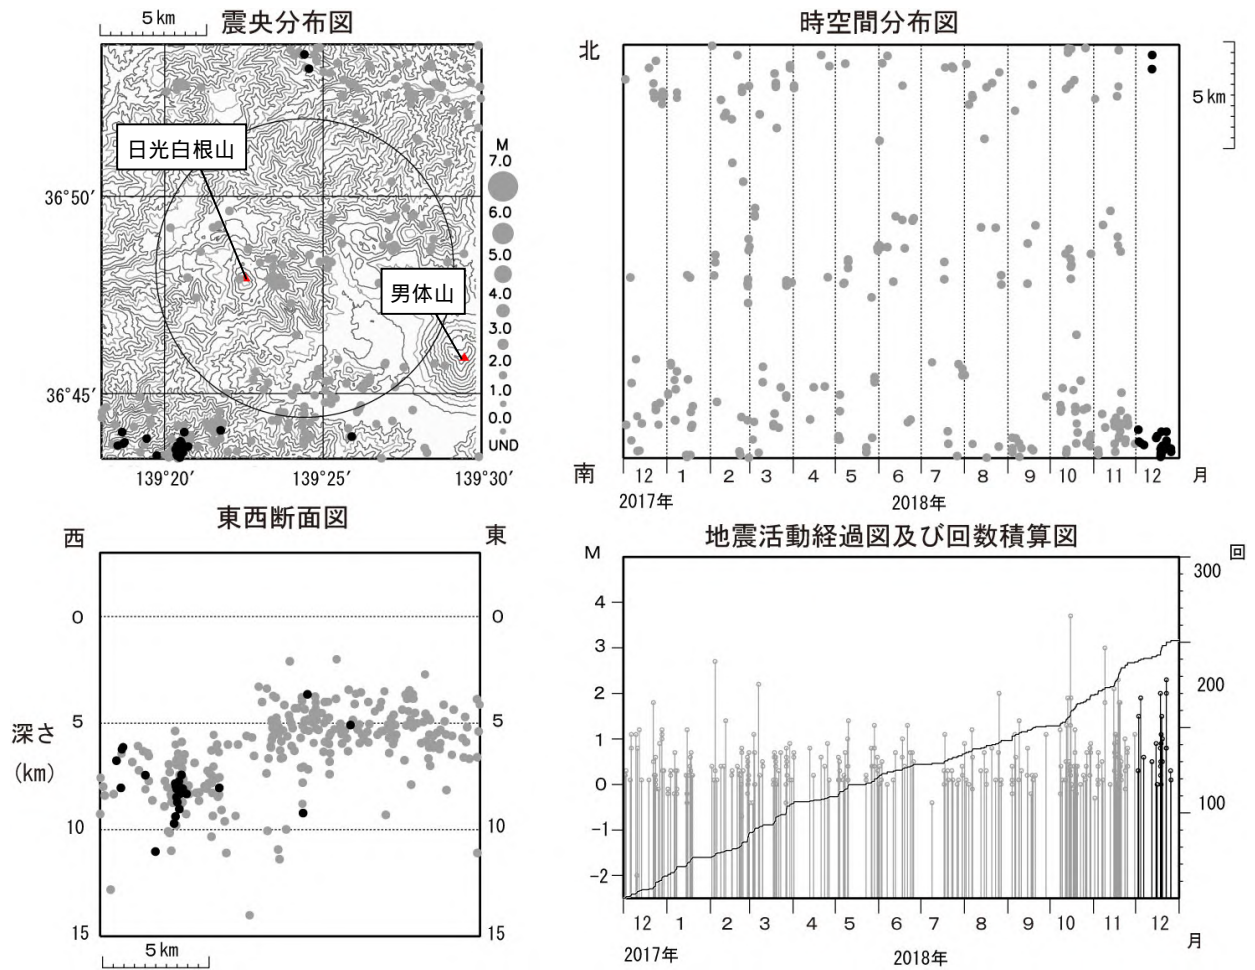 5km
震央分布図
日光白根山
男体山
36°50′
36°45′
139°20′
139°25′
139°30′
M
7.0
6.0
5.0
4.0
3.0
2.0
1.0
0.0
UND
時空間分布図
北
南
5km
12 1 2 3 4 5 6 7 8 9 10 11 12 月
2017年 2018年
東西断面図
西 東
0 0
5 5
深さ
(km)
10 10
15 15
5km
地震活動経過図及び回数積算図
M 回
4
3
2
1
0
-1
-2
300
200
100
12 1 2 3 4 5 6 7 8 9 10 11 12
月
2017年 2018年